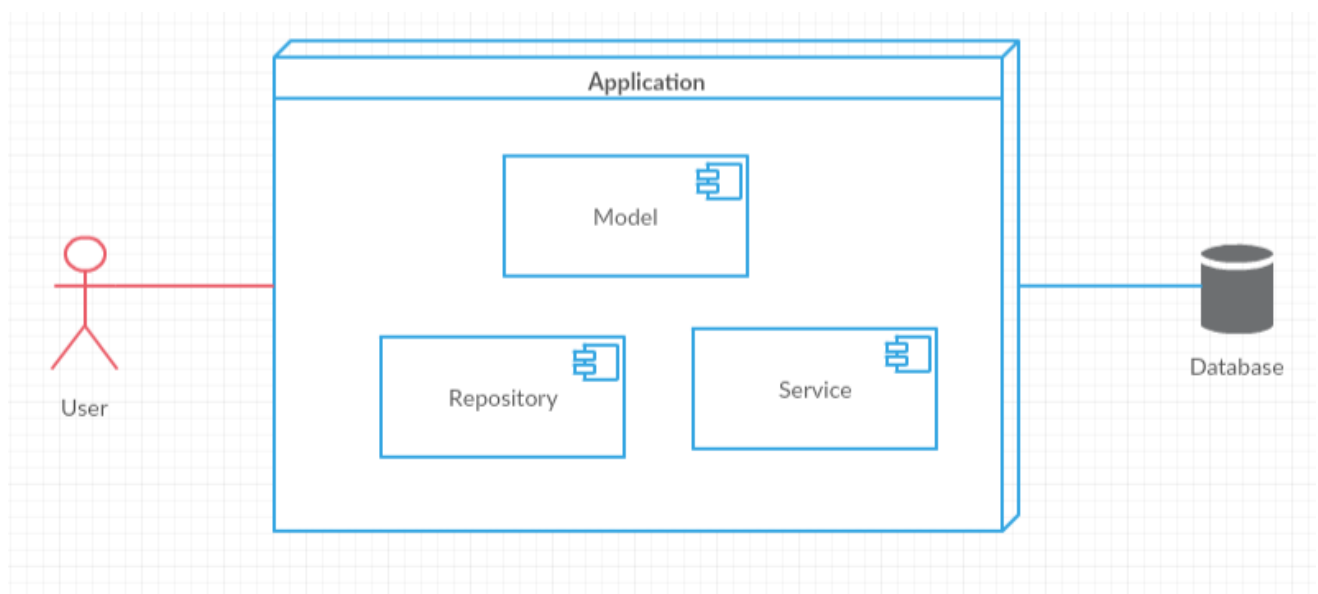 Application
Model
Repository
Service
User
Database